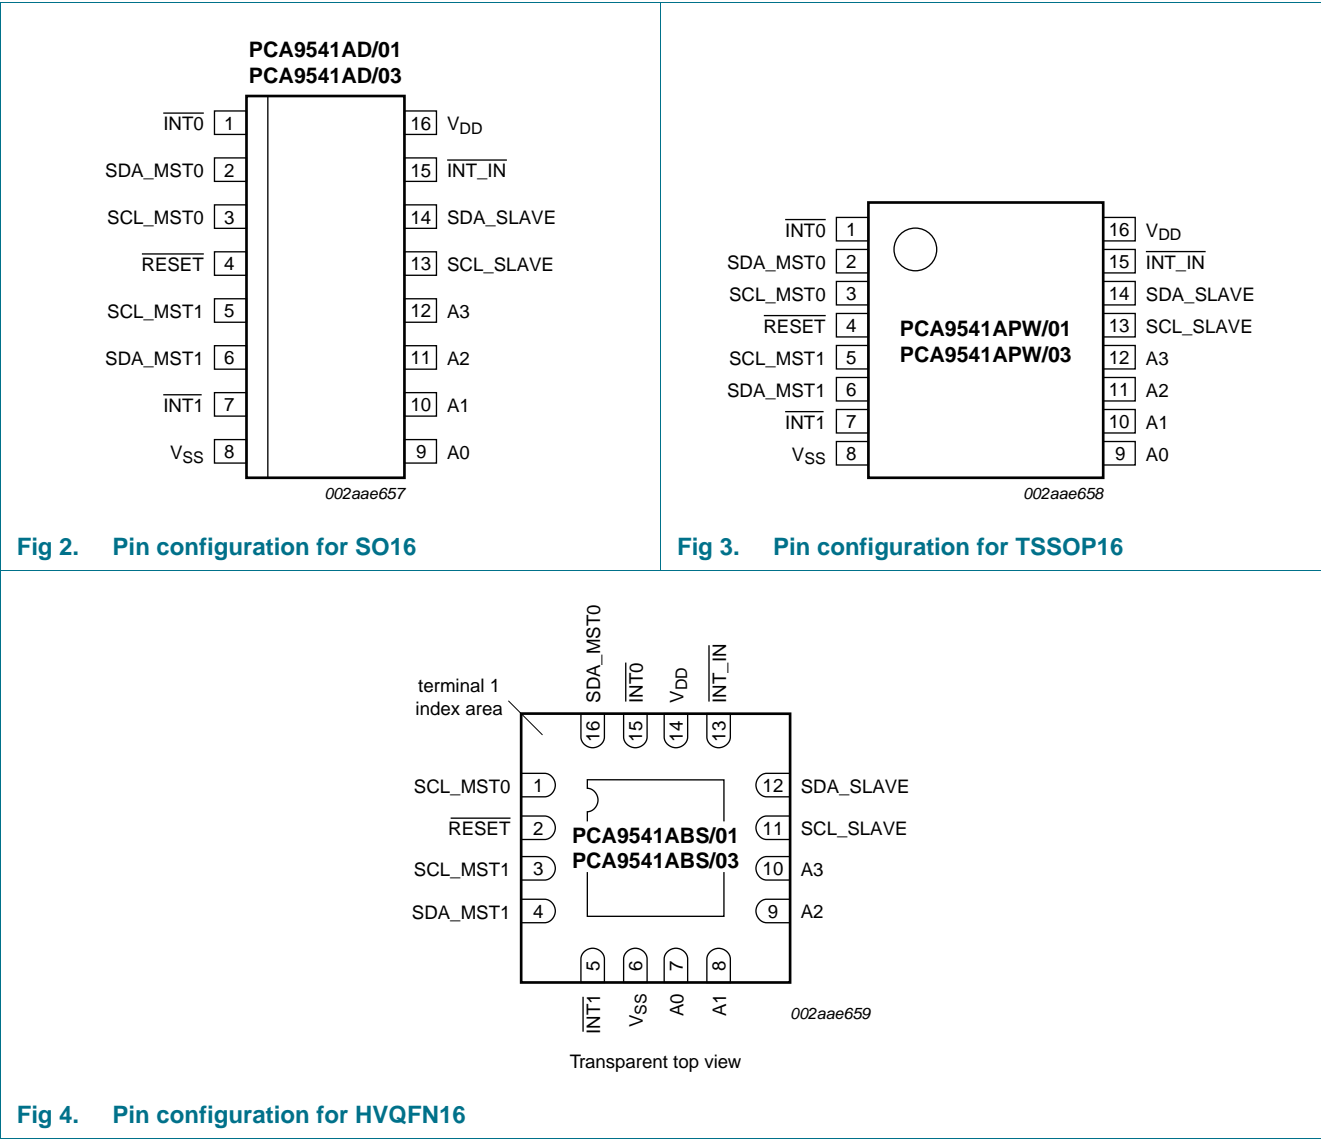 PCA9541AD/01
PCA9541AD/03
INT0 1
SDA_MST0 2
SCL_MST0 3
RESET 4
SCL_MST1 5
SDA_MST1 6
INT1 7
VSS 8
16 VDD
15 INT_IN
14 SDA_SLAVE
13 SCL_SLAVE
12 A3
11 A2
10 A1
9 A0
002aae657
Fig 2. Pin configuration for SO16
INT0 1
SDA_MST0 2
SCL_MST0 3
RESET 4
SCL_MST1 5
SDA_MST1 6
INT1 7
VSS 8
PCA9541APW/01
PCA9541APW/03
16 VDD
15 INT_IN
14 SDA_SLAVE
13 SCL_SLAVE
12 A3
11 A2
10 A1
9 A0
002aae658
Fig 3. Pin configuration for TSSOP16
terminal 1
index area
16 SDA_MST0
15 INT0
14 VDD
13 INT_IN
SCL_MST0 1
RESET 2
SCL_MST1 3
SDA_MST1 4
PCA9541ABS/01
PCA9541ABS/03
12 SDA_SLAVE
11 SCL_SLAVE
10 A3
9 A2
INT1 5
VSS 6
A0 7
A1 8
002aae659
Transparent top view
Fig 4. Pin configuration for HVQFN16